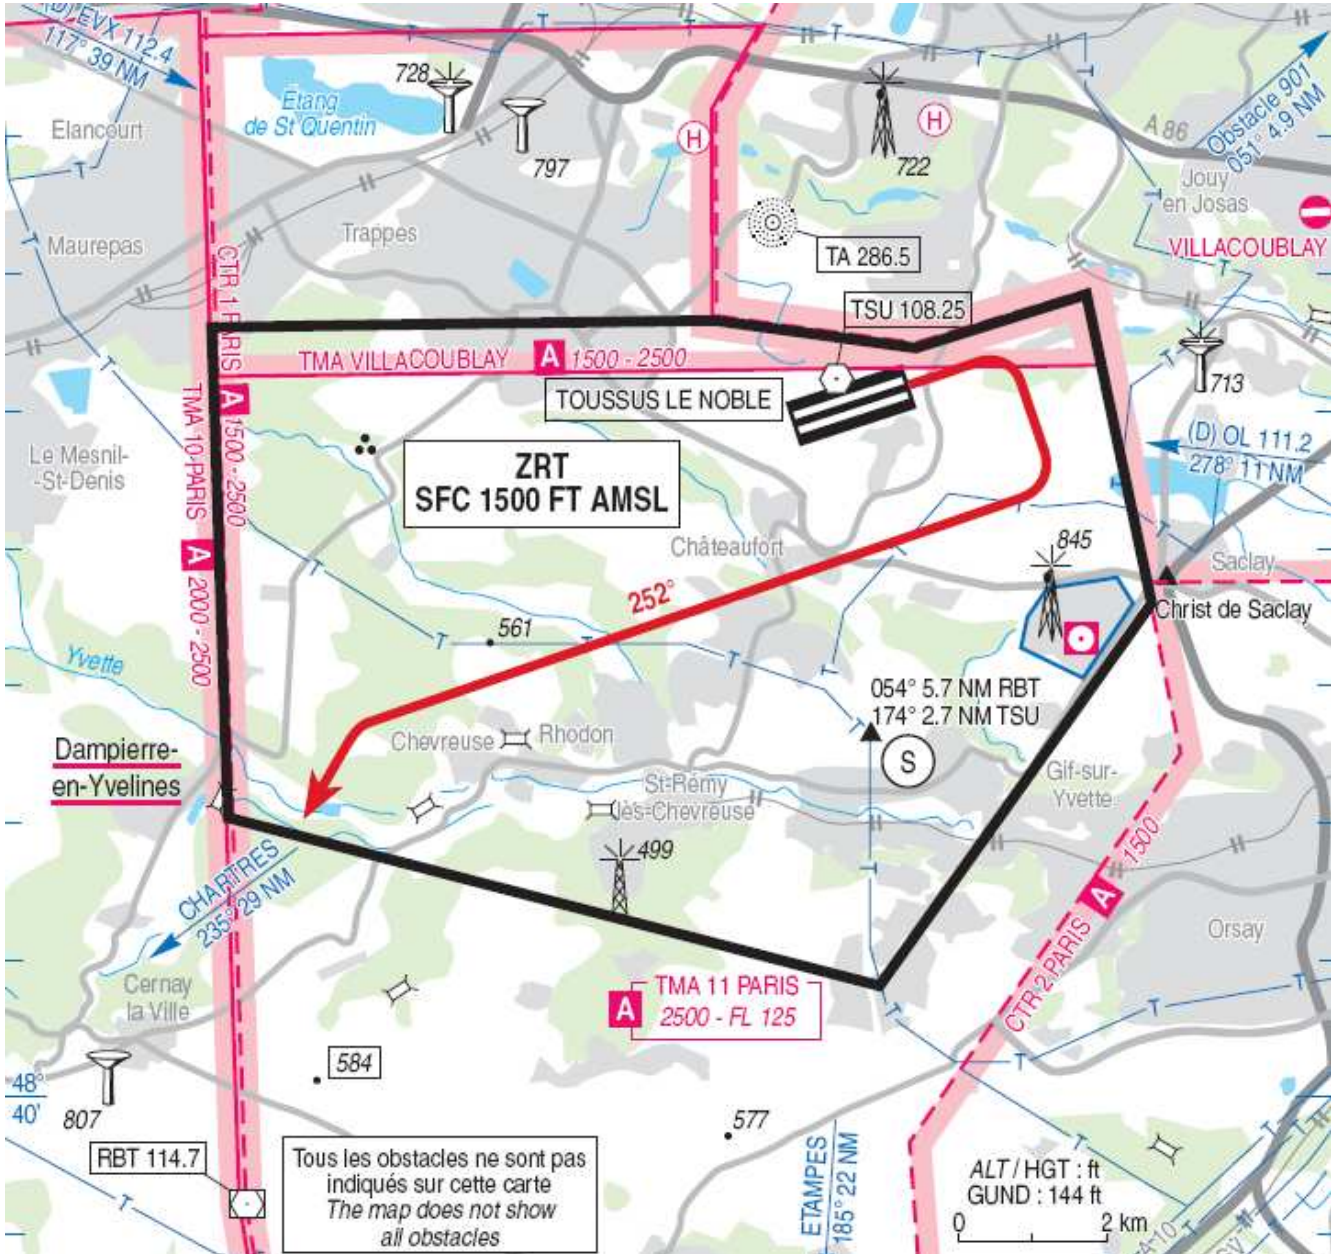 (D) EVX 112.4
117° 39 NM
Elancourt
Etang
de St Quentin
728
797
722
H
H
A 86
Obstacle 901
051° 4.9 NM
Jouy
en Josas
VILLACOUBLAY
Maurepas
Trappes
TA 286.5
TSU 108.25
CTR 1 PARIS
A
1500 - 2500
TMA VILLACOUBLAY A 1500 - 2500
TOUSSUS LE NOBLE
713
(D) OL 111.2
278° 11 NM
Le Mesnil-
-St-Denis
TMA 10 PARIS
A
2000 - 2500
ZRT
SFC 1500 FT AMSL
Châteaufort
845
Saclay
Christ de Saclay
252°
561
Yvette
054° 5.7 NM RBT
174° 2.7 NM TSU
S
Dampierre-
en-Yvelines
Chevreuse
Rhodon
St-Rémy
lès-Chevreuse
Gif-sur-
Yvette
499
CHARTRES
235° 29 NM
CTR 2 PARIS A 1500
Orsay
Cernay
la Ville
A
TMA 11 PARIS
2500 - FL 125
584
807
48°
40'
577
RBT 114.7
Tous les obstacles ne sont pas
indiqués sur cette carte
The map does not show
all obstacles
ETAMPES
185° 22 NM
ALT / HGT : ft
GUND : 144 ft
0 2 km
A-10